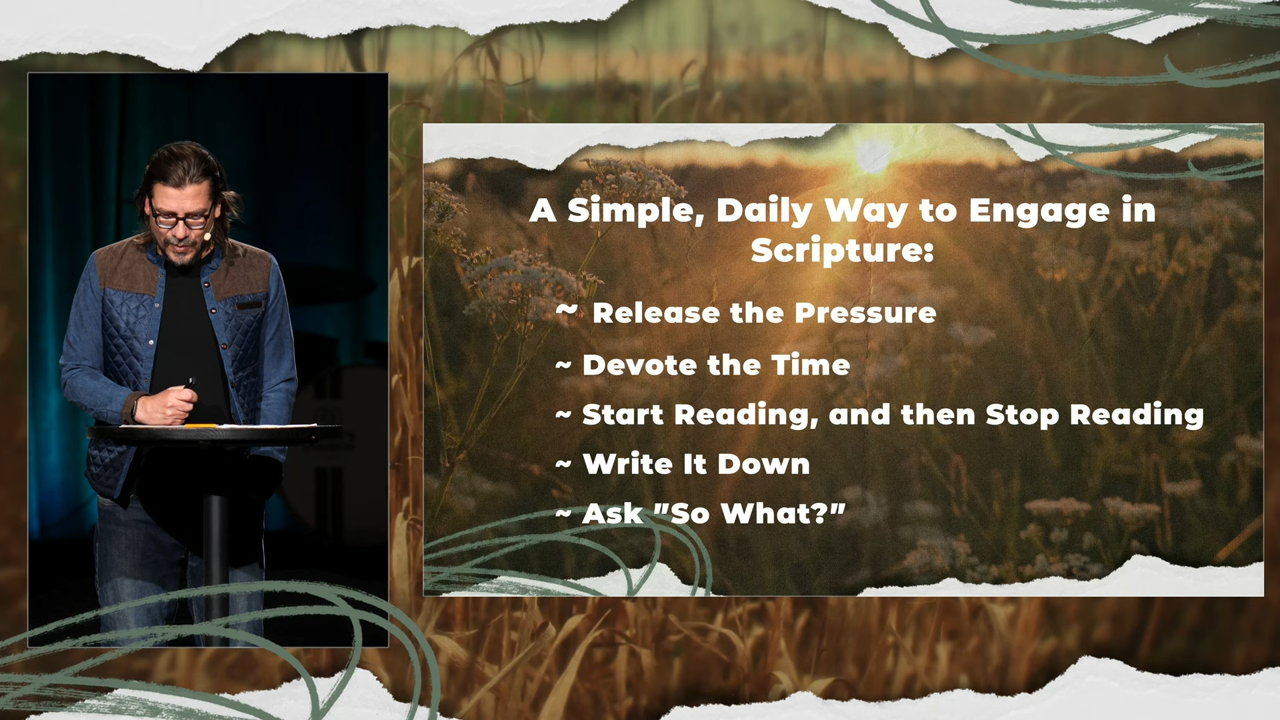 A Simple, Daily Way to Engage in
Scripture:
~ Release the Pressure
~ Devote the Time
~ Start Reading, and then Stop Reading
~ Write It Down
~ Ask "So What?"